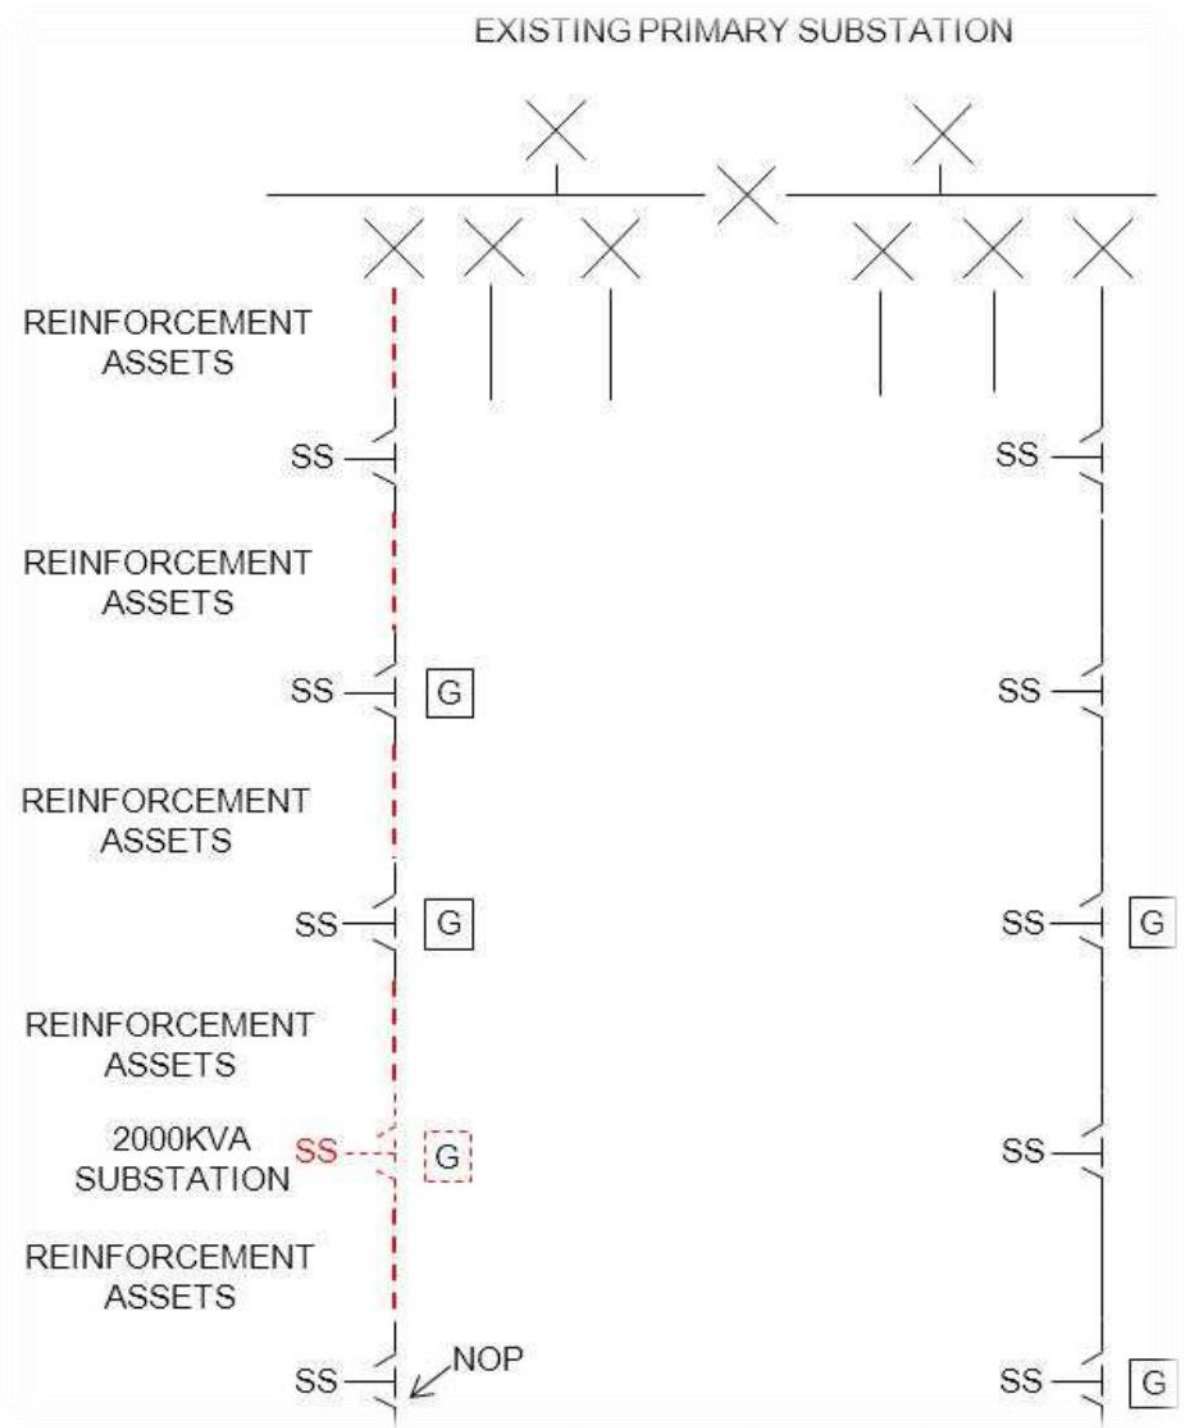 EXISTING PRIMARY SUBSTATION
REINFORCEMENT
ASSETS
SS
SS
REINFORCEMENT
ASSETS
SS
G
SS
REINFORCEMENT
ASSETS
SS
G
SS
G
REINFORCEMENT
ASSETS
2000KVA
SUBSTATION
SS
G
SS
REINFORCEMENT
ASSETS
NOP
SS
SS
G